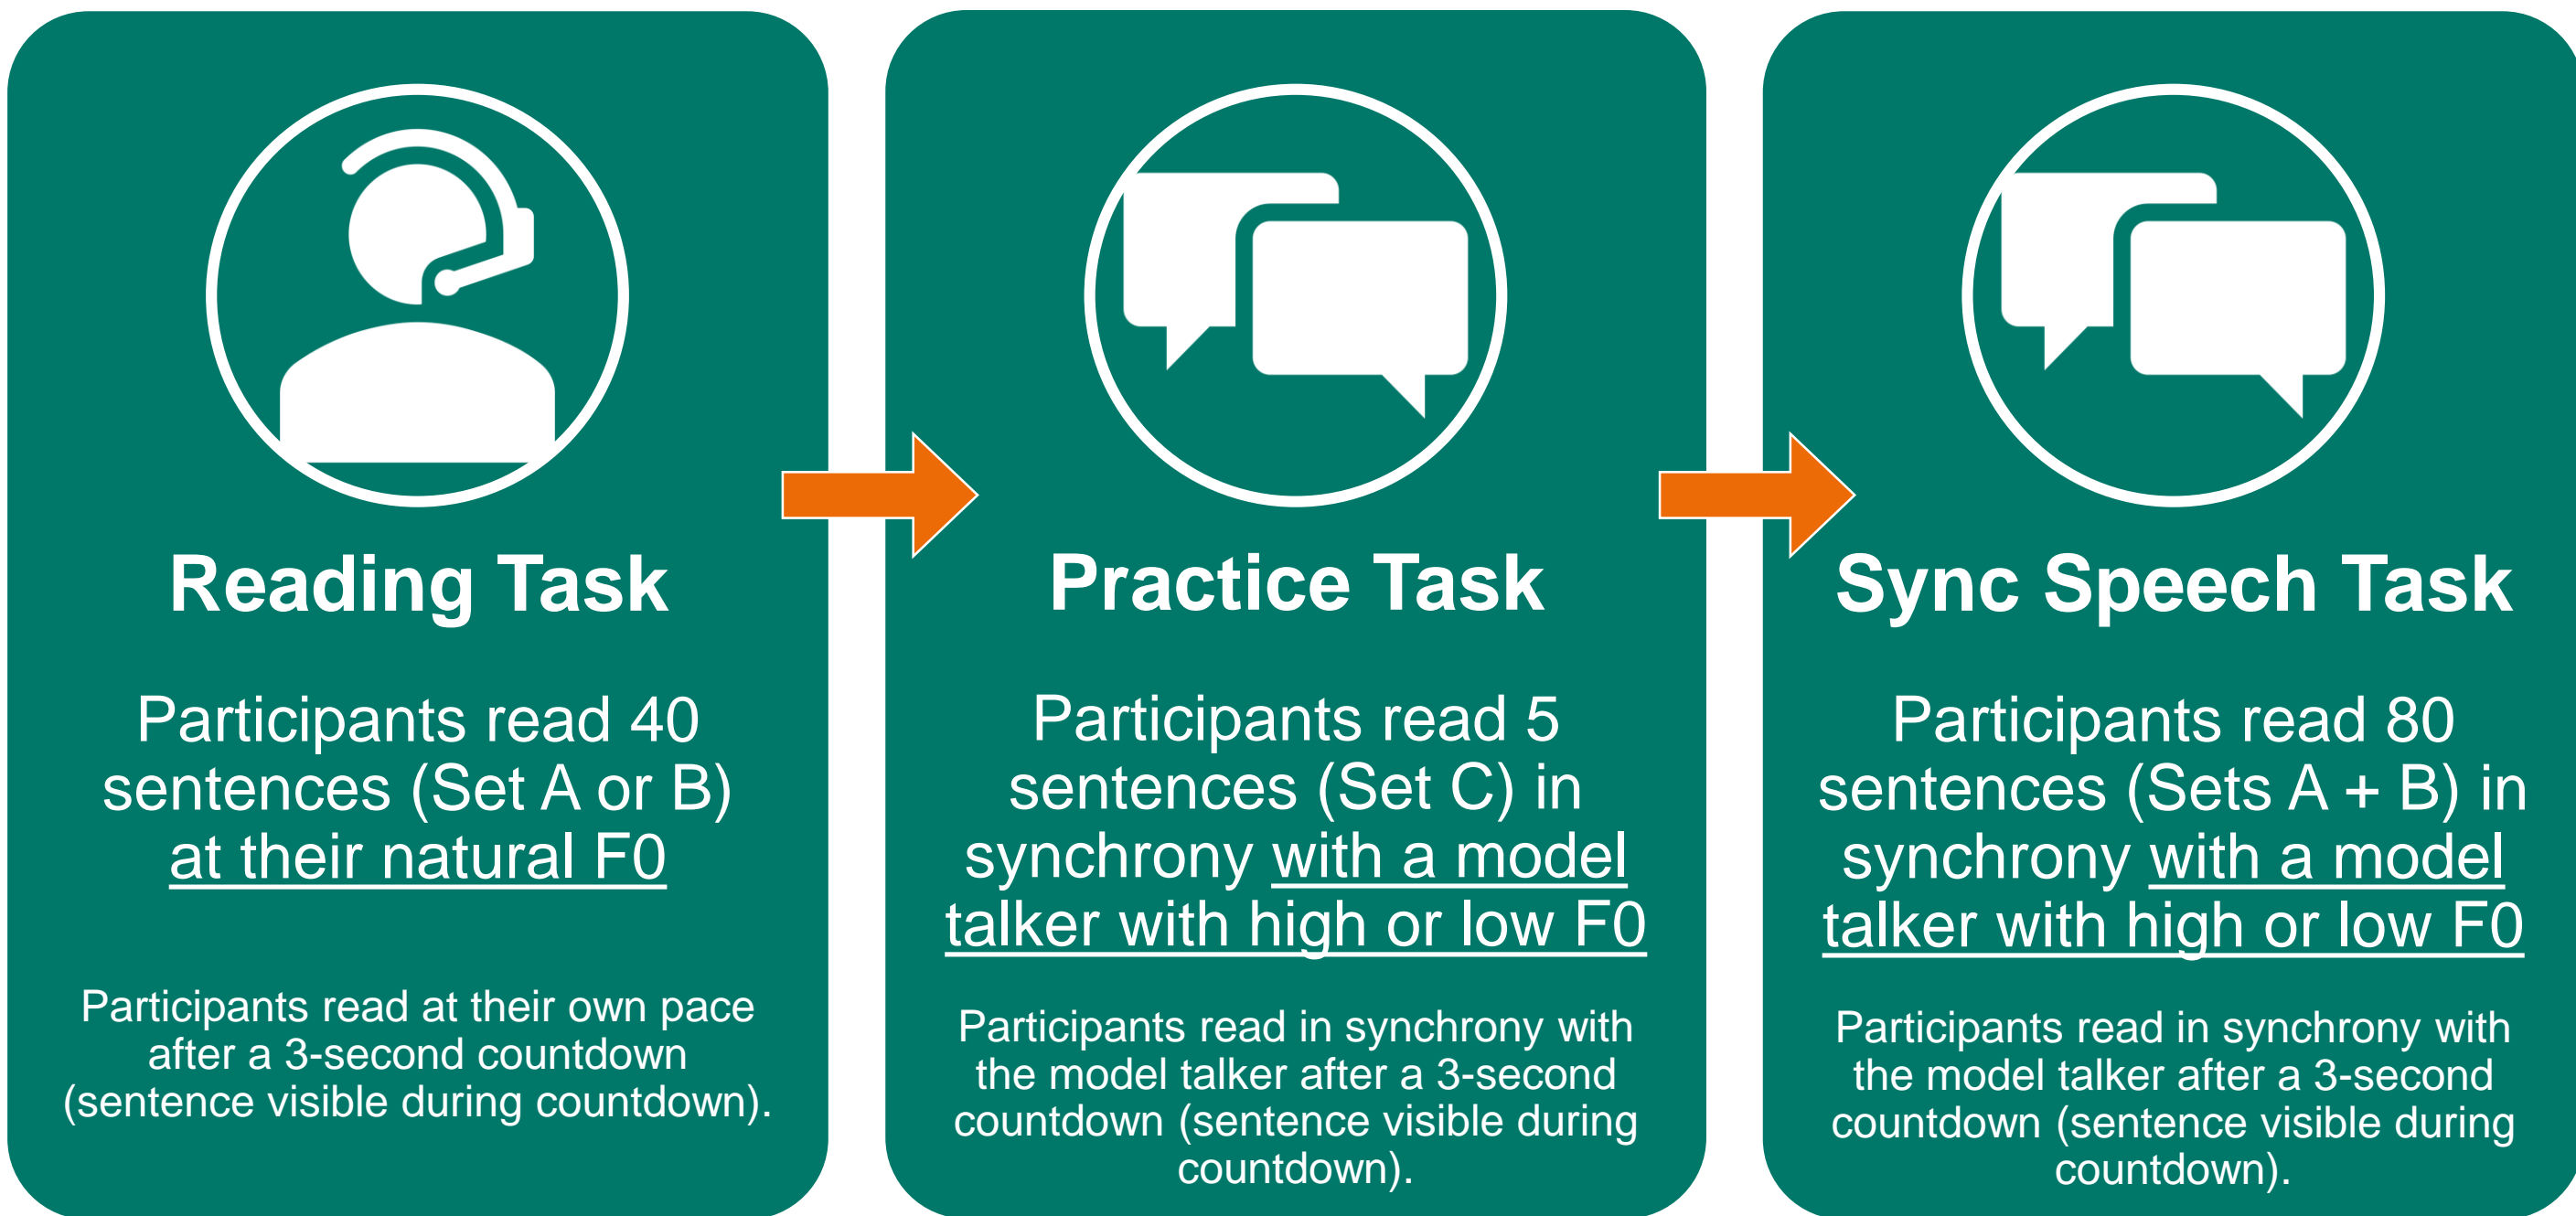 Reading Task
Participants read 40
sentences (Set A or B)
at their natural F0
Participants read at their own pace
after a 3-second countdown
(sentence visible during countdown).
Practice Task
Participants read 5
sentences (Set C) in
synchrony with a model
talker with high or low F0
Participants read in synchrony with
the model talker after a 3-second
countdown (sentence visible during
countdown).
Sync Speech Task
Participants read 80
sentences (Sets A + B) in
synchrony with a model
talker with high or low F0
Participants read in synchrony with
the model talker after a 3-second
countdown (sentence visible during
countdown).